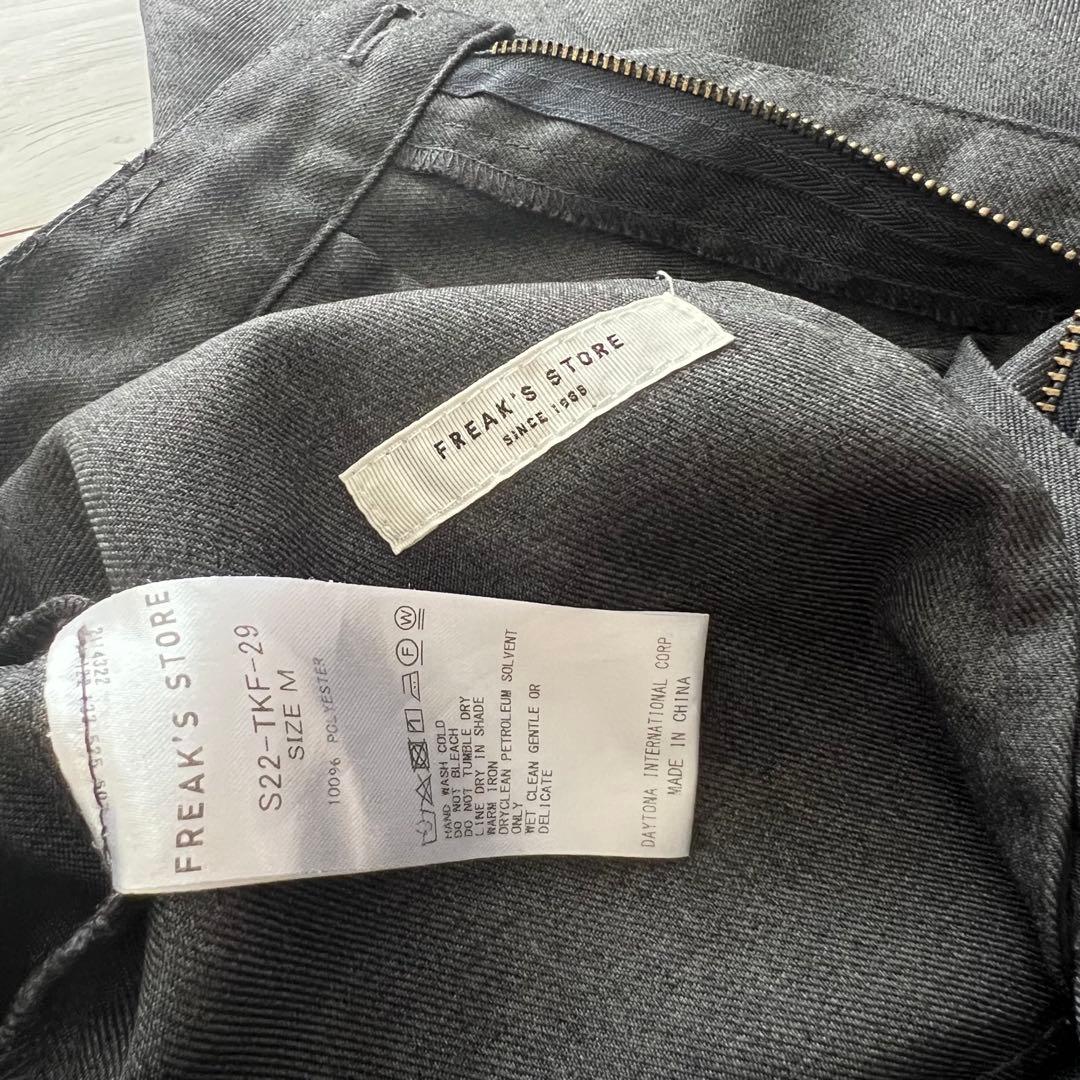 FREAK'S STORE
SINCE 1986
FREAK'S STORE
S22-TKF-29
SIZE M
100% POLYESTER
F W
HAND WASH COLD
DO NOT BLEACH
DO NOT TUMBLE DRY
LINE DRY IN SHADE
WARM IRON
DRYCLEAN PETROLEUM SOLVENT
ONLY
WET CLEAN GENTLE OR
DELICATE
DAYTONA INTERNATIONAL CORP
MADE IN CHINA